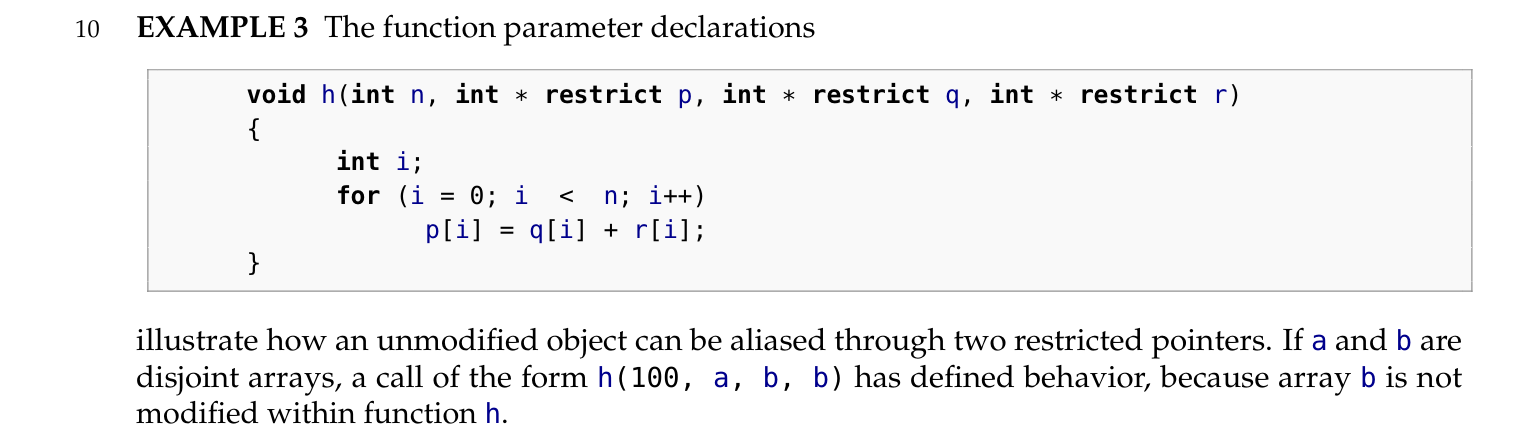 10 EXAMPLE 3 The function parameter declarations
void h(int n, int * restrict p, int * restrict q, int * restrict r)
{
int i;
for (i = 0; i < n; i++)
p[i] = q[i] + r[i];
}
illustrate how an unmodified object can be aliased through two restricted pointers. If a and b are
disjoint arrays, a call of the form h(100, a, b, b) has defined behavior, because array b is not
modified within function h.